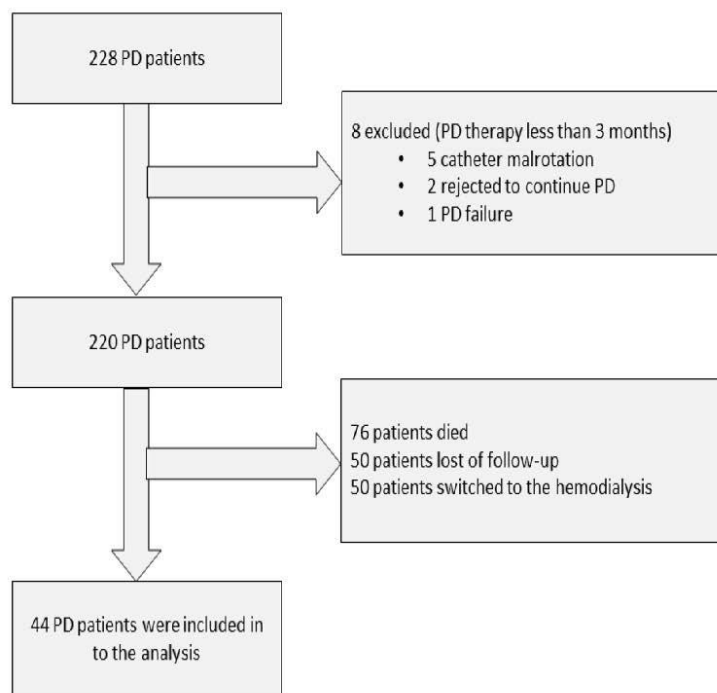 228 PD patients
8 excluded (PD therapy less than 3 months)
• 5 catheter malrotation
• 2 rejected to continue PD
• 1 PD failure
220 PD patients
76 patients died
50 patients lost of follow-up
50 patients switched to the hemodialysis
44 PD patients were included in
to the analysis